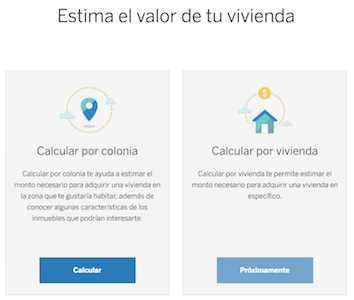 Estima el valor de tu vivienda
Calcular por colonia
Calcular por colonia te ayuda a estimar el
monto necesario para adquirir una vivienda en
la zona que te gustaría habitar, además de
conocer algunas características de los
inmuebles que podrían interesarte.
Calcular
$
Calcular por vivienda
Calcular por vivienda te permite estimar el
monto necesario para adquirir una vivienda en
específico.
Próximamente